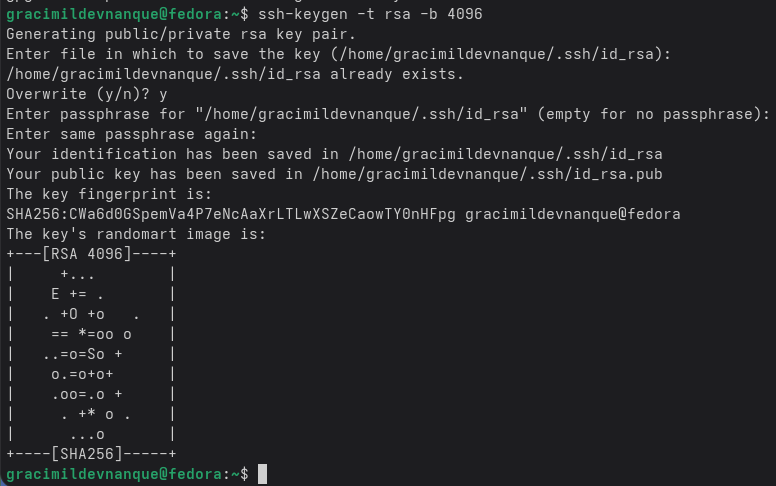 gracimildevnanque@fedora:~$ ssh-keygen -t rsa -b 4096
Generating public/private rsa key pair.
Enter file in which to save the key (/home/gracimildevnanque/.ssh/id_rsa):
/home/gracimildevnanque/.ssh/id_rsa already exists.
Overwrite (y/n)? y
Enter passphrase for "/home/gracimildevnanque/.ssh/id_rsa" (empty for no passphrase):
Enter same passphrase again:
Your identification has been saved in /home/gracimildevnanque/.ssh/id_rsa
Your public key has been saved in /home/gracimildevnanque/.ssh/id_rsa.pub
The key fingerprint is:
SHA256:CWa6d0GSpemVa4P7eNcAaXrLTLwXSZeCaowTY0nHFpg gracimildevnanque@fedora
The key's randomart image is:
+---[RSA 4096]----+
|     +...        |
|    E += .       |
|   . +O +o   .   |
|    == *=oo o    |
|   ..=o=So +     |
|    o.=o+o+      |
|    .oo=.o +     |
|     . +* o .    |
|      ...o       |
+----[SHA256]-----+
gracimildevnanque@fedora:~$